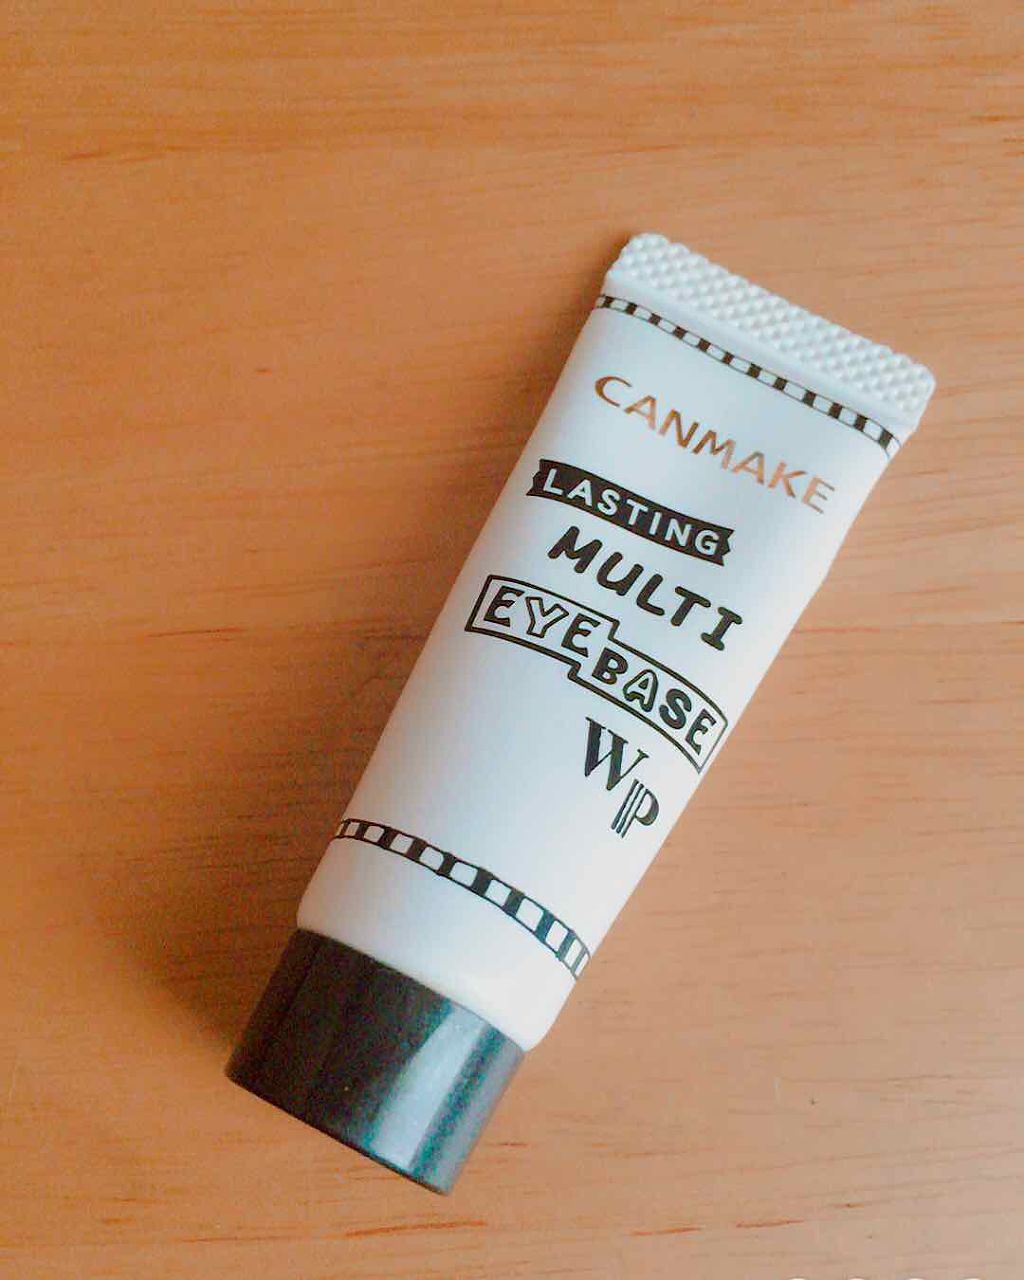 CANMAKE
LASTING
MULTI
EYE BASE
WP